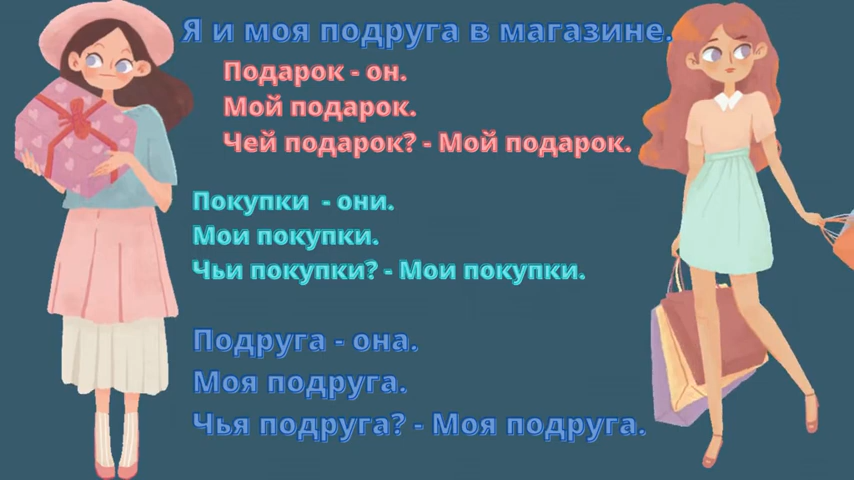 Я и моя подруга в магазине.
Подарок - он.
Мой подарок.
Чей подарок? - Мой подарок.
Покупки - они.
Мои покупки.
Чьи покупки? - Мои покупки.
Подруга - она.
Моя подруга.
Чья подруга? - Моя подруга.